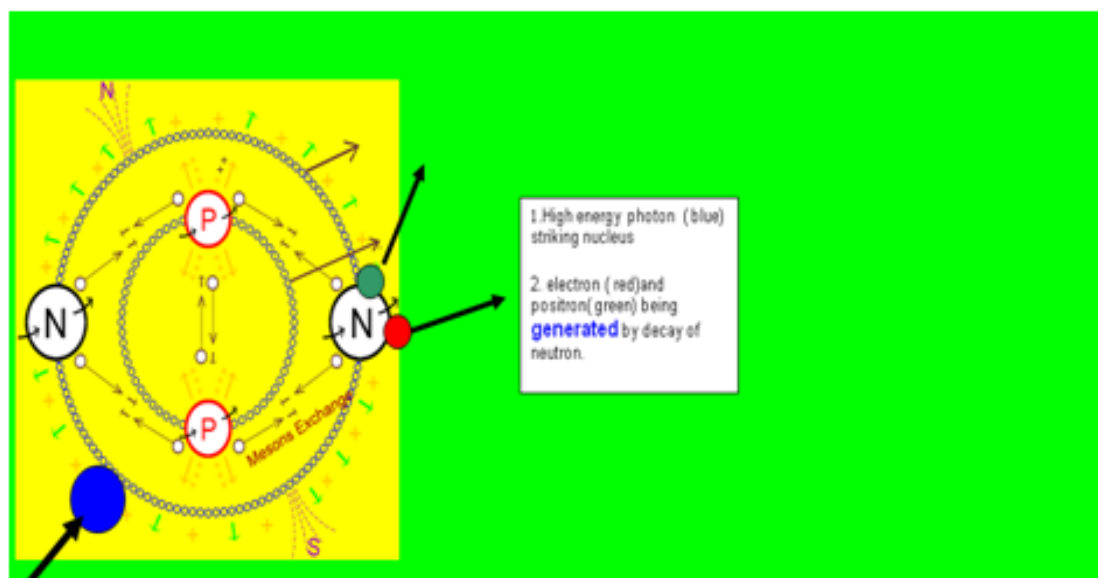 N
P
N
N
P
Mesons Exchange
S
1.High energy photon (blue)
striking nucleus
2. electron (red)and
positron(green) being
generated by decay of
neutron.